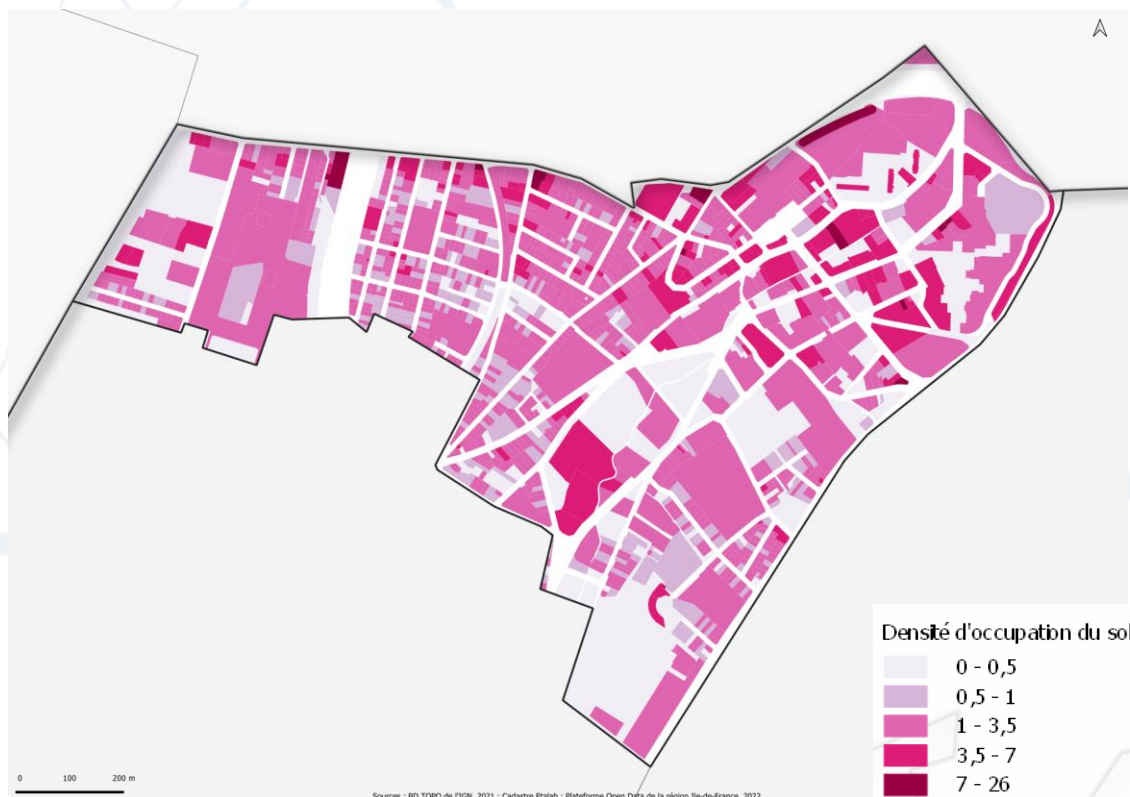 Densité d'occupation du sol
0 - 0,5
0,5 - 1
1 - 3,5
3,5 - 7
7 - 26
0 100 200 m
Sources : BD TOPO de l'IGN, 2021 ; Cadastre Etalab ; Plateforme Open Data de la région Ile-de-France, 2022